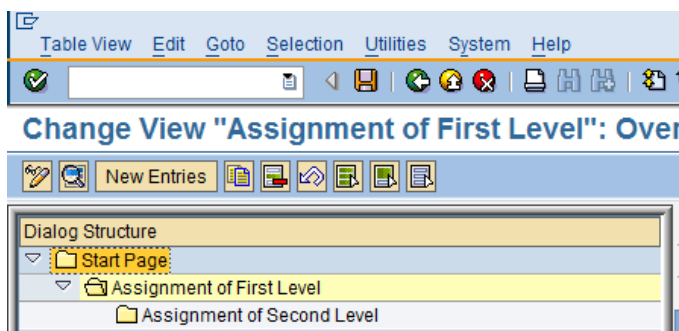 Table View Edit Goto Selection Utilities System Help
Change View "Assignment of First Level": Over
New Entries
Dialog Structure
Start Page
Assignment of First Level
Assignment of Second Level